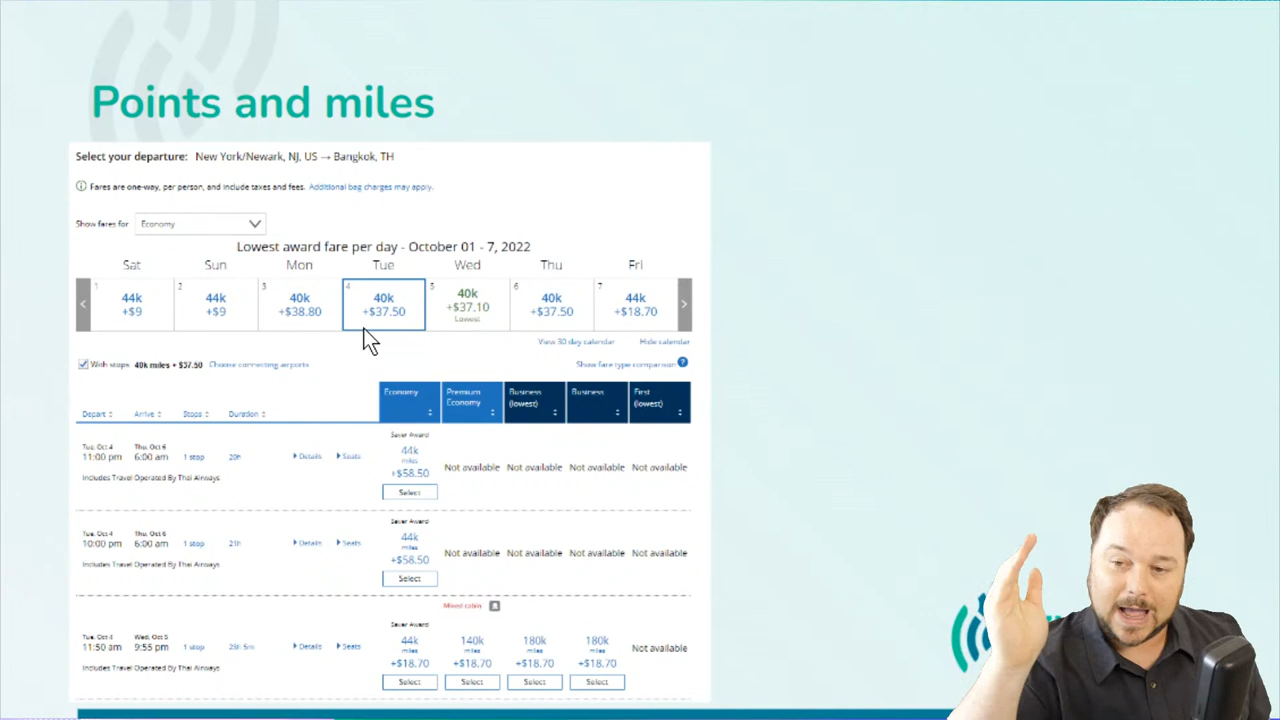 Points and miles
Select your departure: New York/Newark, NJ, US → Bangkok, TH
Fares are one-way, per person, and include taxes and fees. Additional bag charges may apply.
Show fares for Economy
Lowest award fare per day - October 01 - 7, 2022
Sat Sun Mon Tue Wed Thu Fri
1 2 3 4 5 6 7
44k 44k 40k 40k 40k 40k 44k
+$9 +$9 +$38.80 +$37.50 +$37.10 +$37.50 +$18.70
Lowest
View 30 day calendar Hide calendar
With stops 40k miles + $37.50 Choose connecting airports Show fare type comparison ?
Economy Premium Economy Business (lowest) Business First (lowest)
Depart Arrive Stops Duration
Saver Award
Tue, Oct 4 Thu, Oct 6 44k
11:00 pm 6:00 am 1 stop 20h Details Seats miles Not available Not available Not available Not available
+$58.50
Includes Travel Operated By Thai Airways
Select
Saver Award
Tue, Oct 4 Thu, Oct 6 44k
10:00 pm 6:00 am 1 stop 21h Details Seats miles Not available Not available Not available Not available
+$58.50
Includes Travel Operated By Thai Airways
Select
Mixed cabin
Saver Award
Tue, Oct 4 Wed, Oct 5 44k 140k 180k 180k
11:50 am 9:55 pm 1 stop Details Seats miles miles miles miles Not available
+$18.70 +$18.70 +$18.70 +$18.70
Includes Travel Operated By Thai Airways
Select Select Select Select